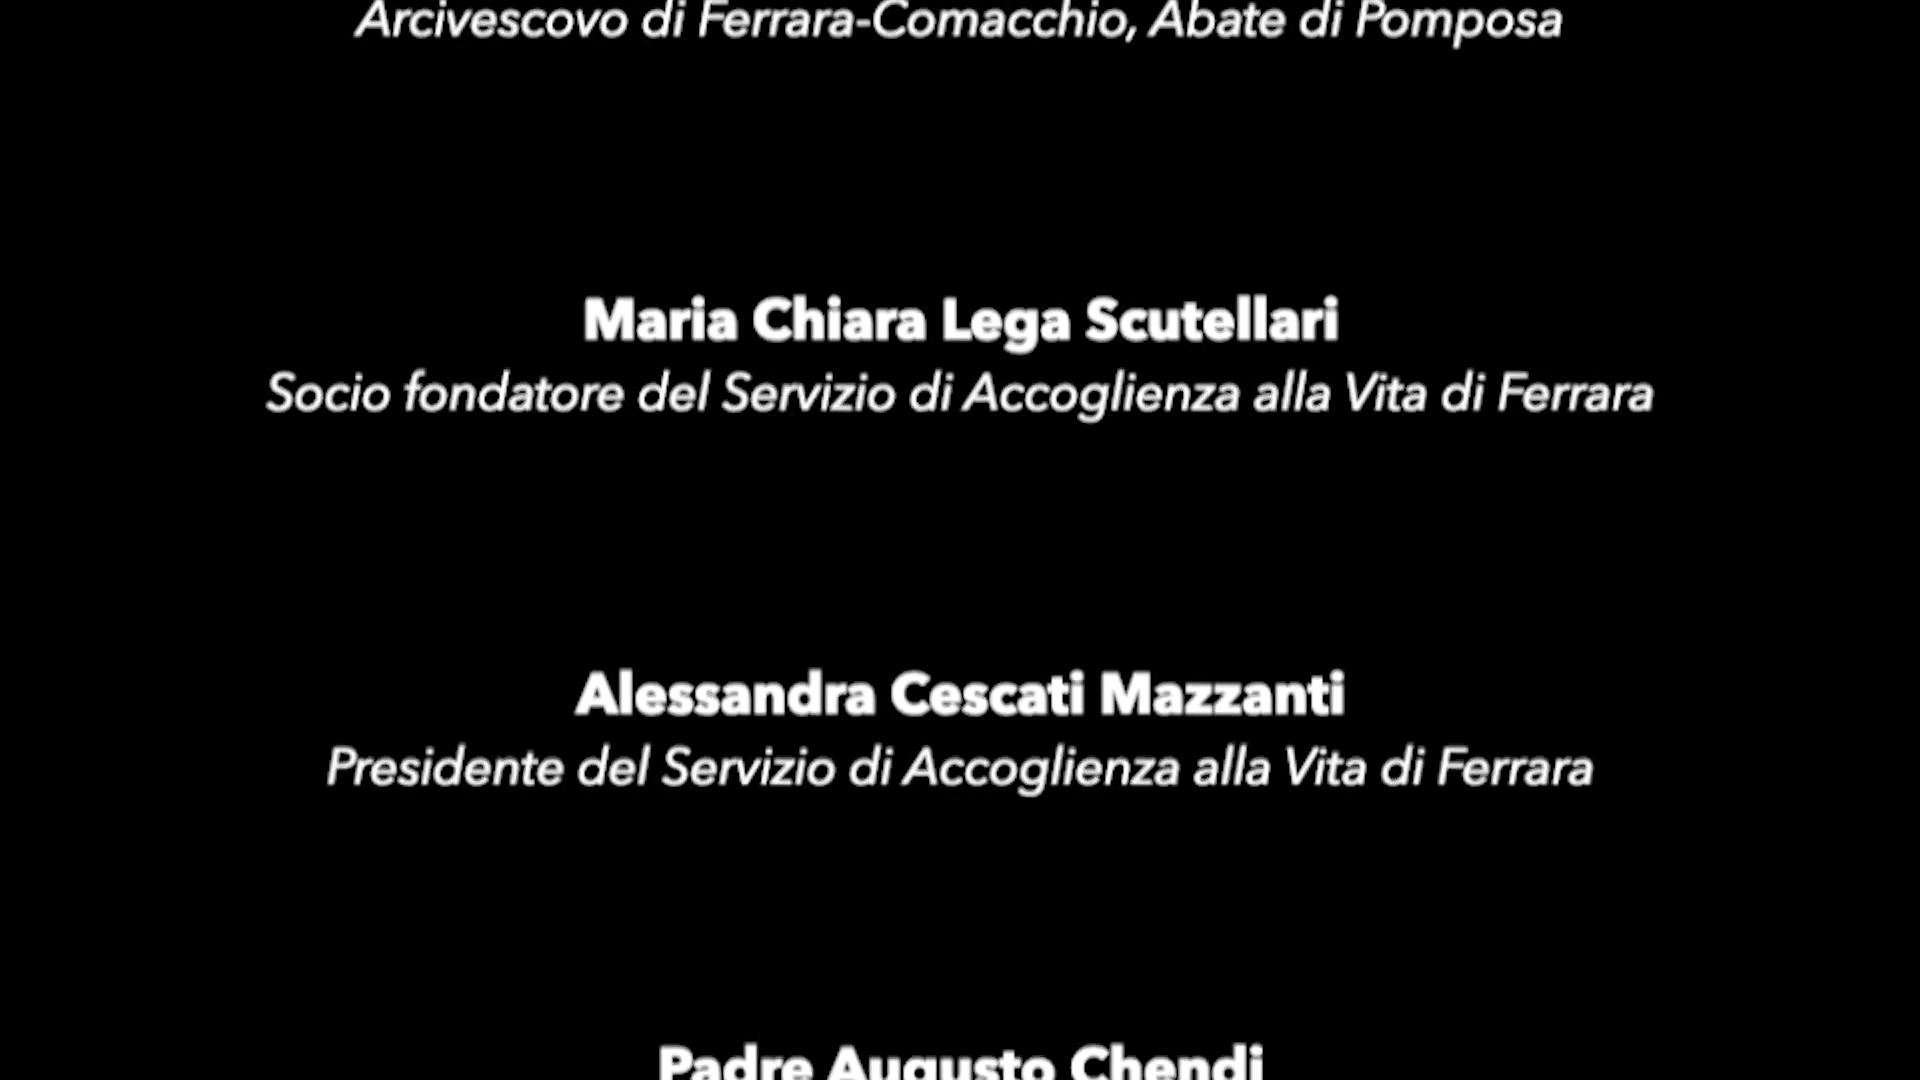 Arcivescovo di Ferrara-Comacchio, Abate di Pomposa
Maria Chiara Lega Scutellari
Socio fondatore del Servizio di Accoglienza alla Vita di Ferrara
Alessandra Cescati Mazzanti
Presidente del Servizio di Accoglienza alla Vita di Ferrara
Padre Augusto Chendi